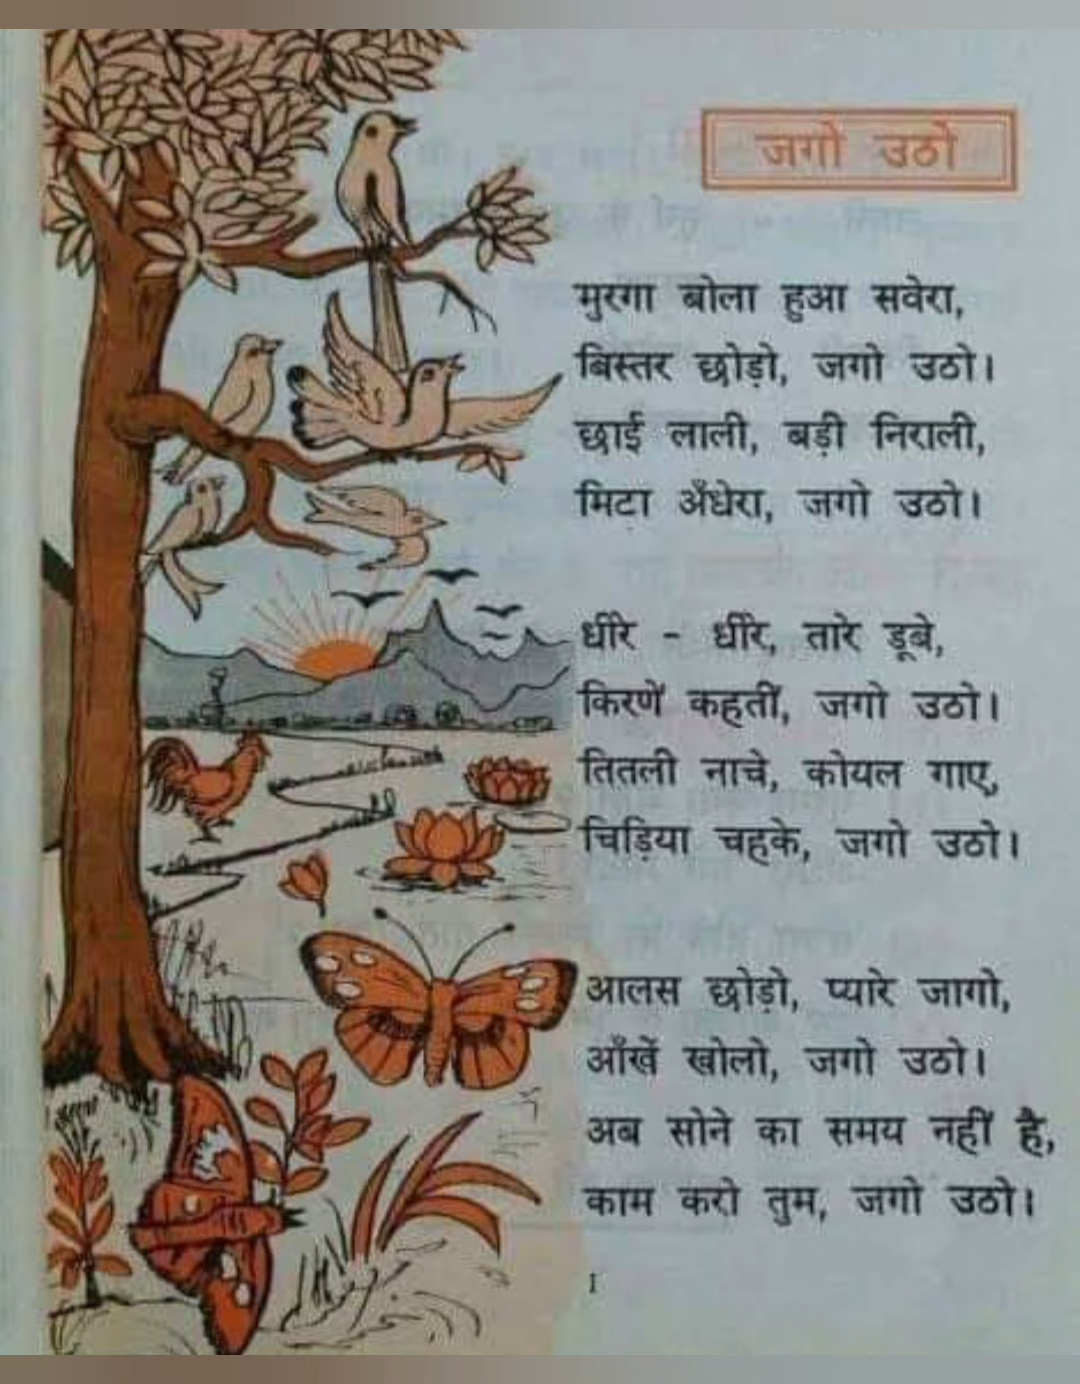 जगो उठो
मुरगा बोला हुआ सवेरा,
बिस्तर छोड़ो, जगो उठो।
छाई लाली, बड़ी निराली,
मिटा अँधेरा, जगो उठो।
धीरे - धीरे, तारे डूबे,
किरणें कहतीं, जगो उठो।
तितली नाचे, कोयल गाए,
चिड़िया चहके, जगो उठो।
आलस छोड़ो, प्यारे जागो,
आँखें खोलो, जगो उठो।
अब सोने का समय नहीं है,
काम करो तुम, जगो उठो।
1